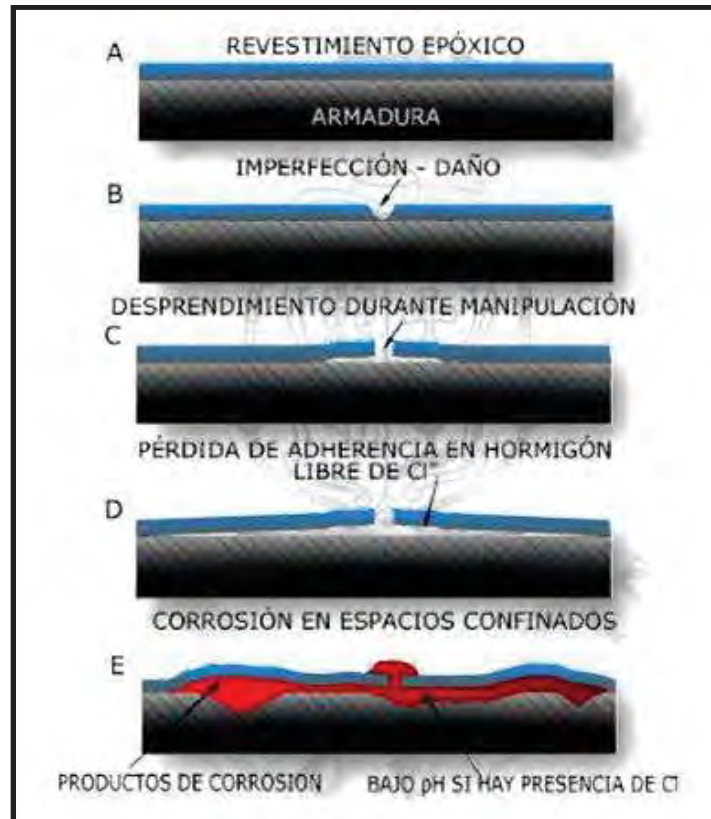 A
REVESTIMIENTO EPÓXICO
ARMADURA
IMPERFECCIÓN - DAÑO
B
DESPRENDIMIENTO DURANTE MANIPULACIÓN
C
PÉRDIDA DE ADHERENCIA EN HORMIGÓN
LIBRE DE Cl⁻
D
CORROSIÓN EN ESPACIOS CONFINADOS
E
PRODUCTOS DE CORROSION
BAJO pH SI HAY PRESENCIA DE Cl